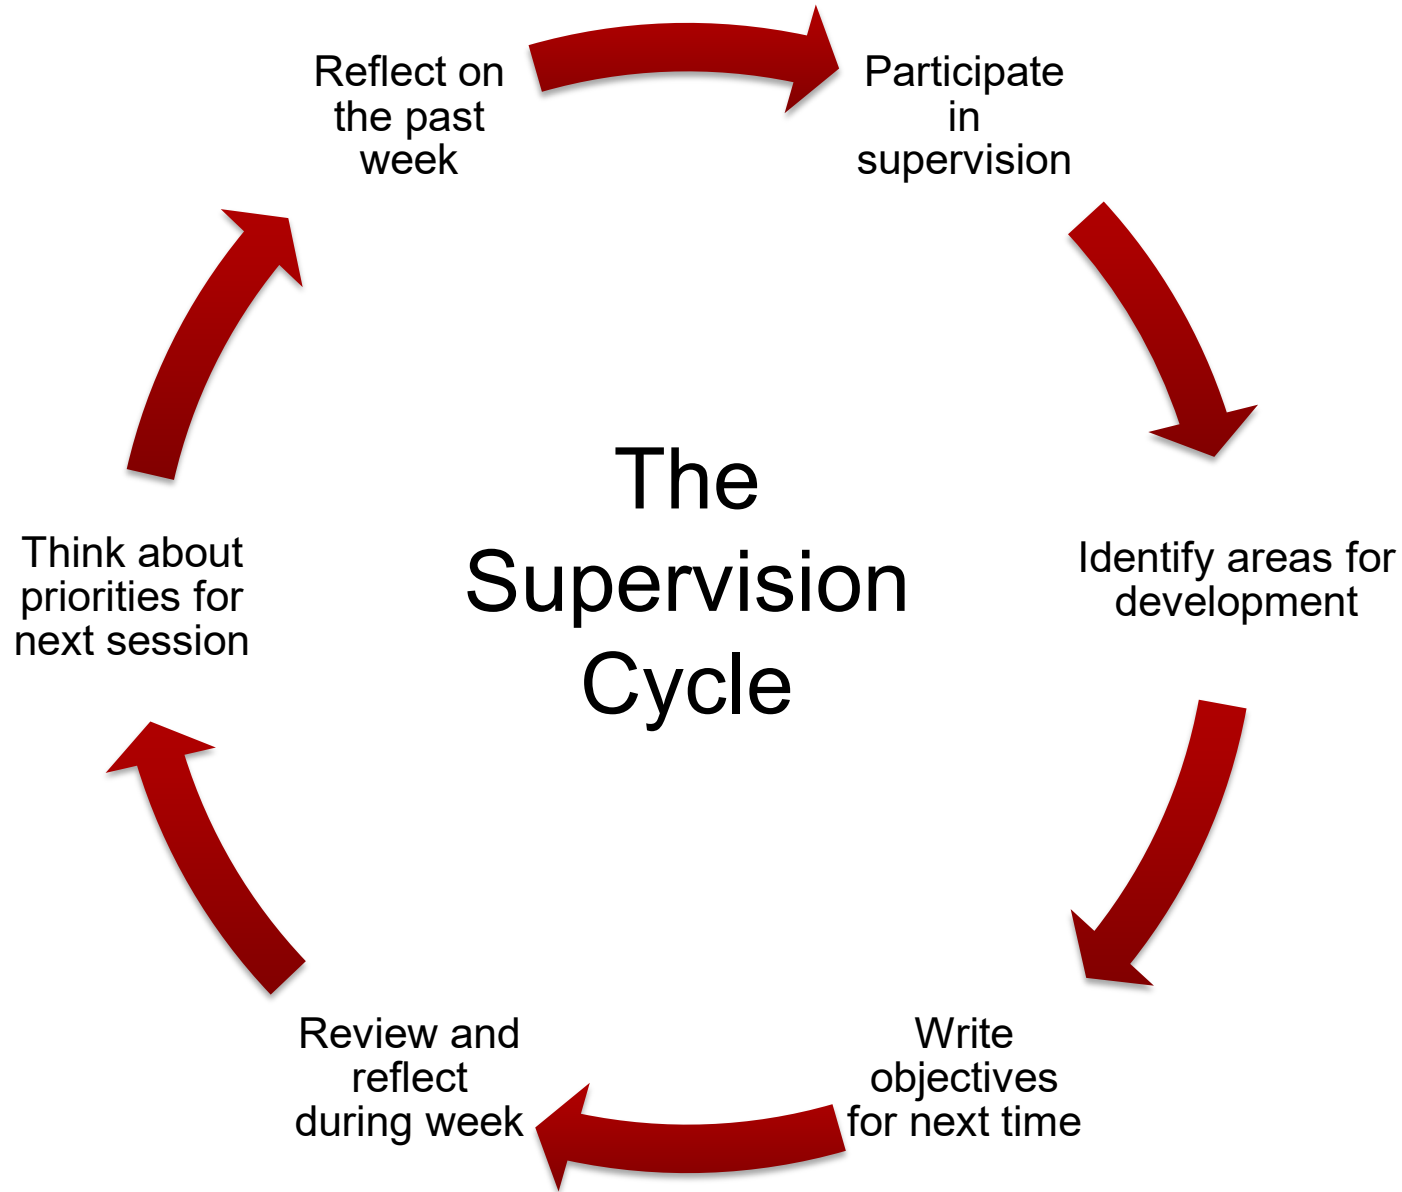 Reflect on
the past
week
Participate
in
supervision
Identify areas for
development
Write
objectives
for next time
Review and
reflect
during week
Think about
priorities for
next session
The
Supervision
Cycle